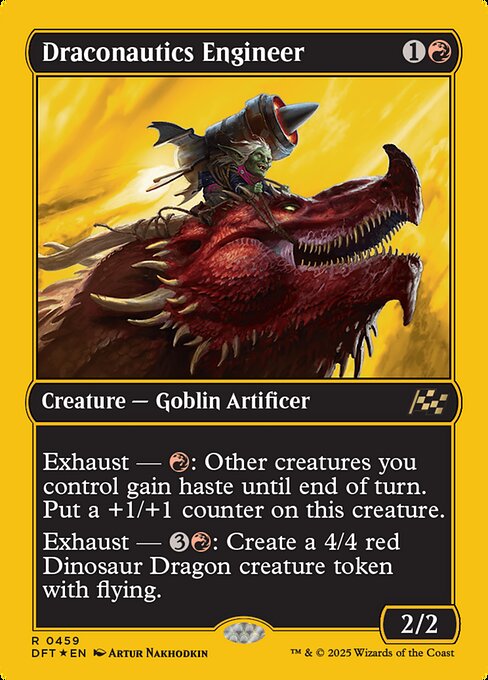 Draconautics Engineer 1
Creature — Goblin Artificer
Exhaust — : Other creatures you
control gain haste until end of turn.
Put a +1/+1 counter on this creature.
Exhaust — 3 : Create a 4/4 red
Dinosaur Dragon creature token
with flying.
2/2
R 0459
DFT★EN Artur Nakhodkin
™ & © 2025 Wizards of the Coast